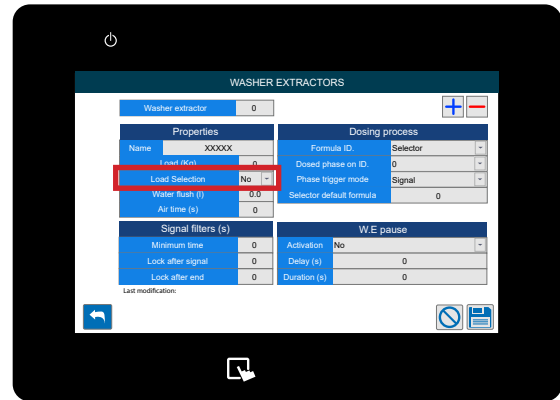 WASHER EXTRACTORS
Washer extractor 0
Properties
Name XXXXX
Load (Kg) 0
Load Selection No
Water flush (l) 0.0
Air time (s) 0
Dosing process
Formula ID. Selector
Dosed phase on ID. 0
Phase trigger mode Signal
Selector default formula 0
Signal filters (s)
Minimum time 0
Lock after signal 0
Lock after end 0
W.E pause
Activation No
Delay (s) 0
Duration (s) 0
Last modification: